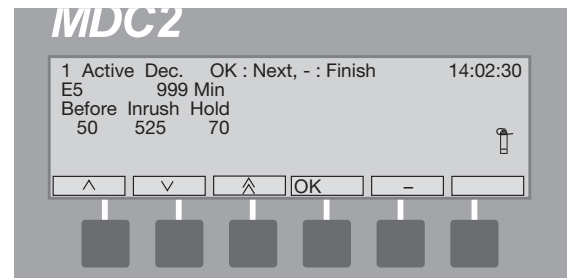 MDC2
1 Active Dec. OK : Next, - : Finish 14:02:30
E5 999 Min
Before Inrush Hold
50 525 70
OK –